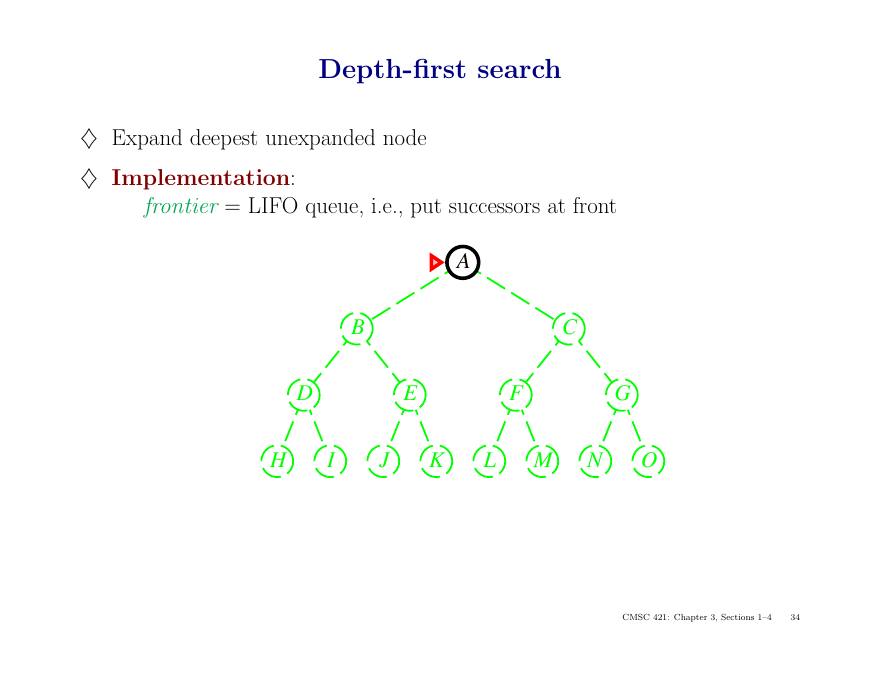 Depth-first search
♢ Expand deepest unexpanded node
♢ Implementation:
frontier = LIFO queue, i.e., put successors at front
A
B C
D E F G
H I J K L M N O
CMSC 421: Chapter 3, Sections 1–4 34